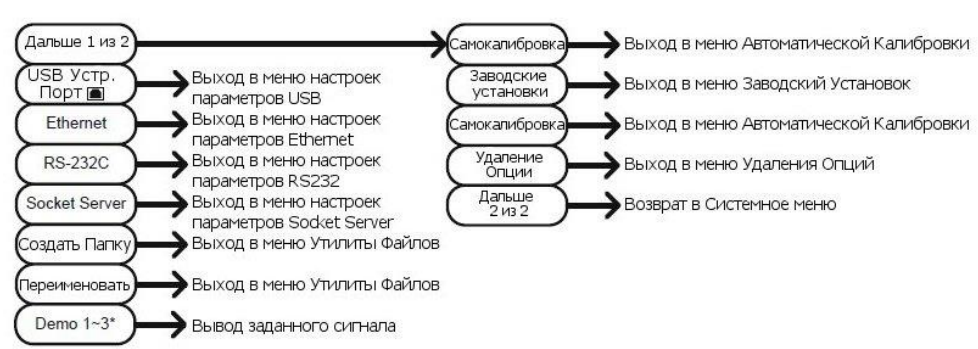 Дальше 1 из 2
USB Устр.
Порт
Выход в меню настроек
параметров USB
Ethernet
Выход в меню настроек
параметров Ethernet
RS-232C
Выход в меню настроек
параметров RS232
Socket Server
Выход в меню настроек
параметров Socket Server
Создать Папку
Выход в меню Утилиты Файлов
Переименовать
Выход в меню Утилиты Файлов
Demo 1~3*
Вывод заданного сигнала
Самокалибровка
Выход в меню Автоматической Калибровки
Заводские
установки
Выход в меню Заводский Установок
Самокалибровка
Выход в меню Автоматической Калибровки
Удаление
Опции
Выход в меню Удаления Опций
Дальше
2 из 2
Возврат в Системное меню